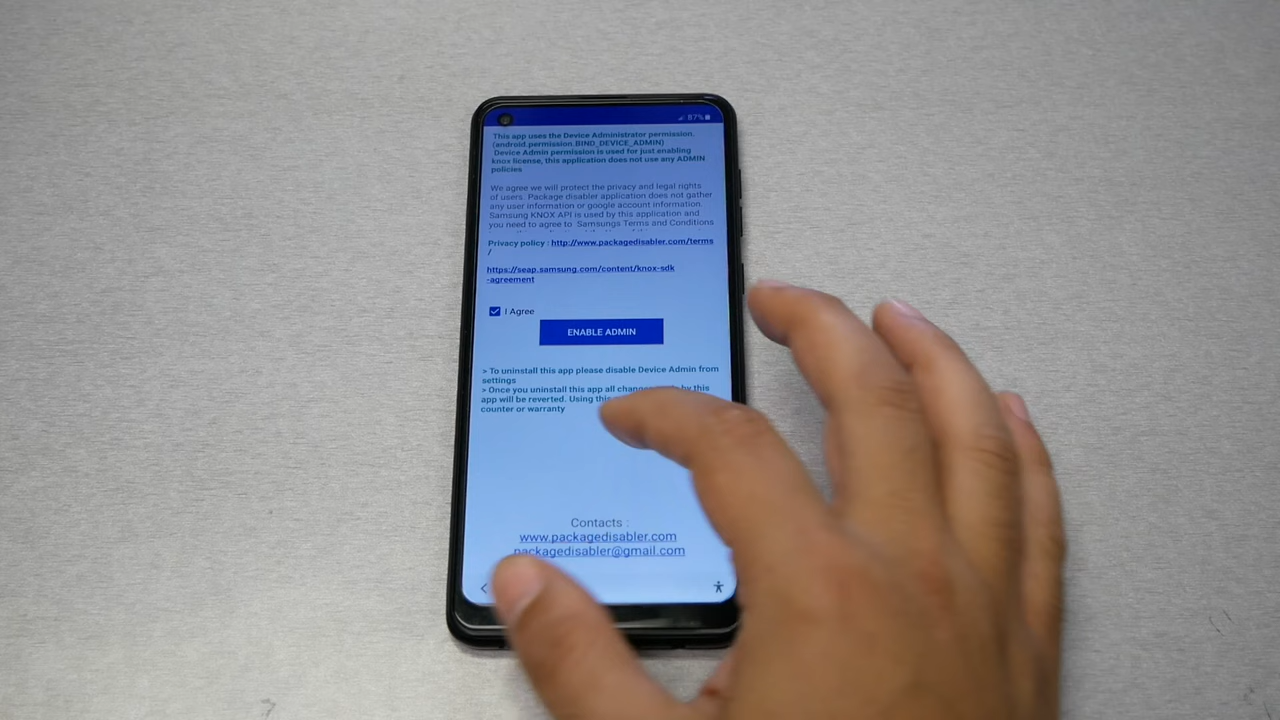 87%
This app uses the Device Administrator permission.
(android.permission.BIND_DEVICE_ADMIN)
Device Admin permission is used for just enabling
knox license, this application does not use any ADMIN
policies
We agree we will protect the privacy and legal rights
of users. Package disabler application does not gather
any user information or google account information.
Samsung KNOX API is used by this application and
you need to agree to Samsungs Terms and Conditions
Privacy policy : http://www.packagedisabler.com/terms
/
https://seap.samsung.com/content/knox-sdk
-agreement
I Agree
ENABLE ADMIN
> To uninstall this app please disable Device Admin from
settings
> Once you uninstall this app all changes made by this
app will be reverted. Using this
counter or warranty
Contacts :
www.packagedisabler.com
packagedisabler@gmail.com